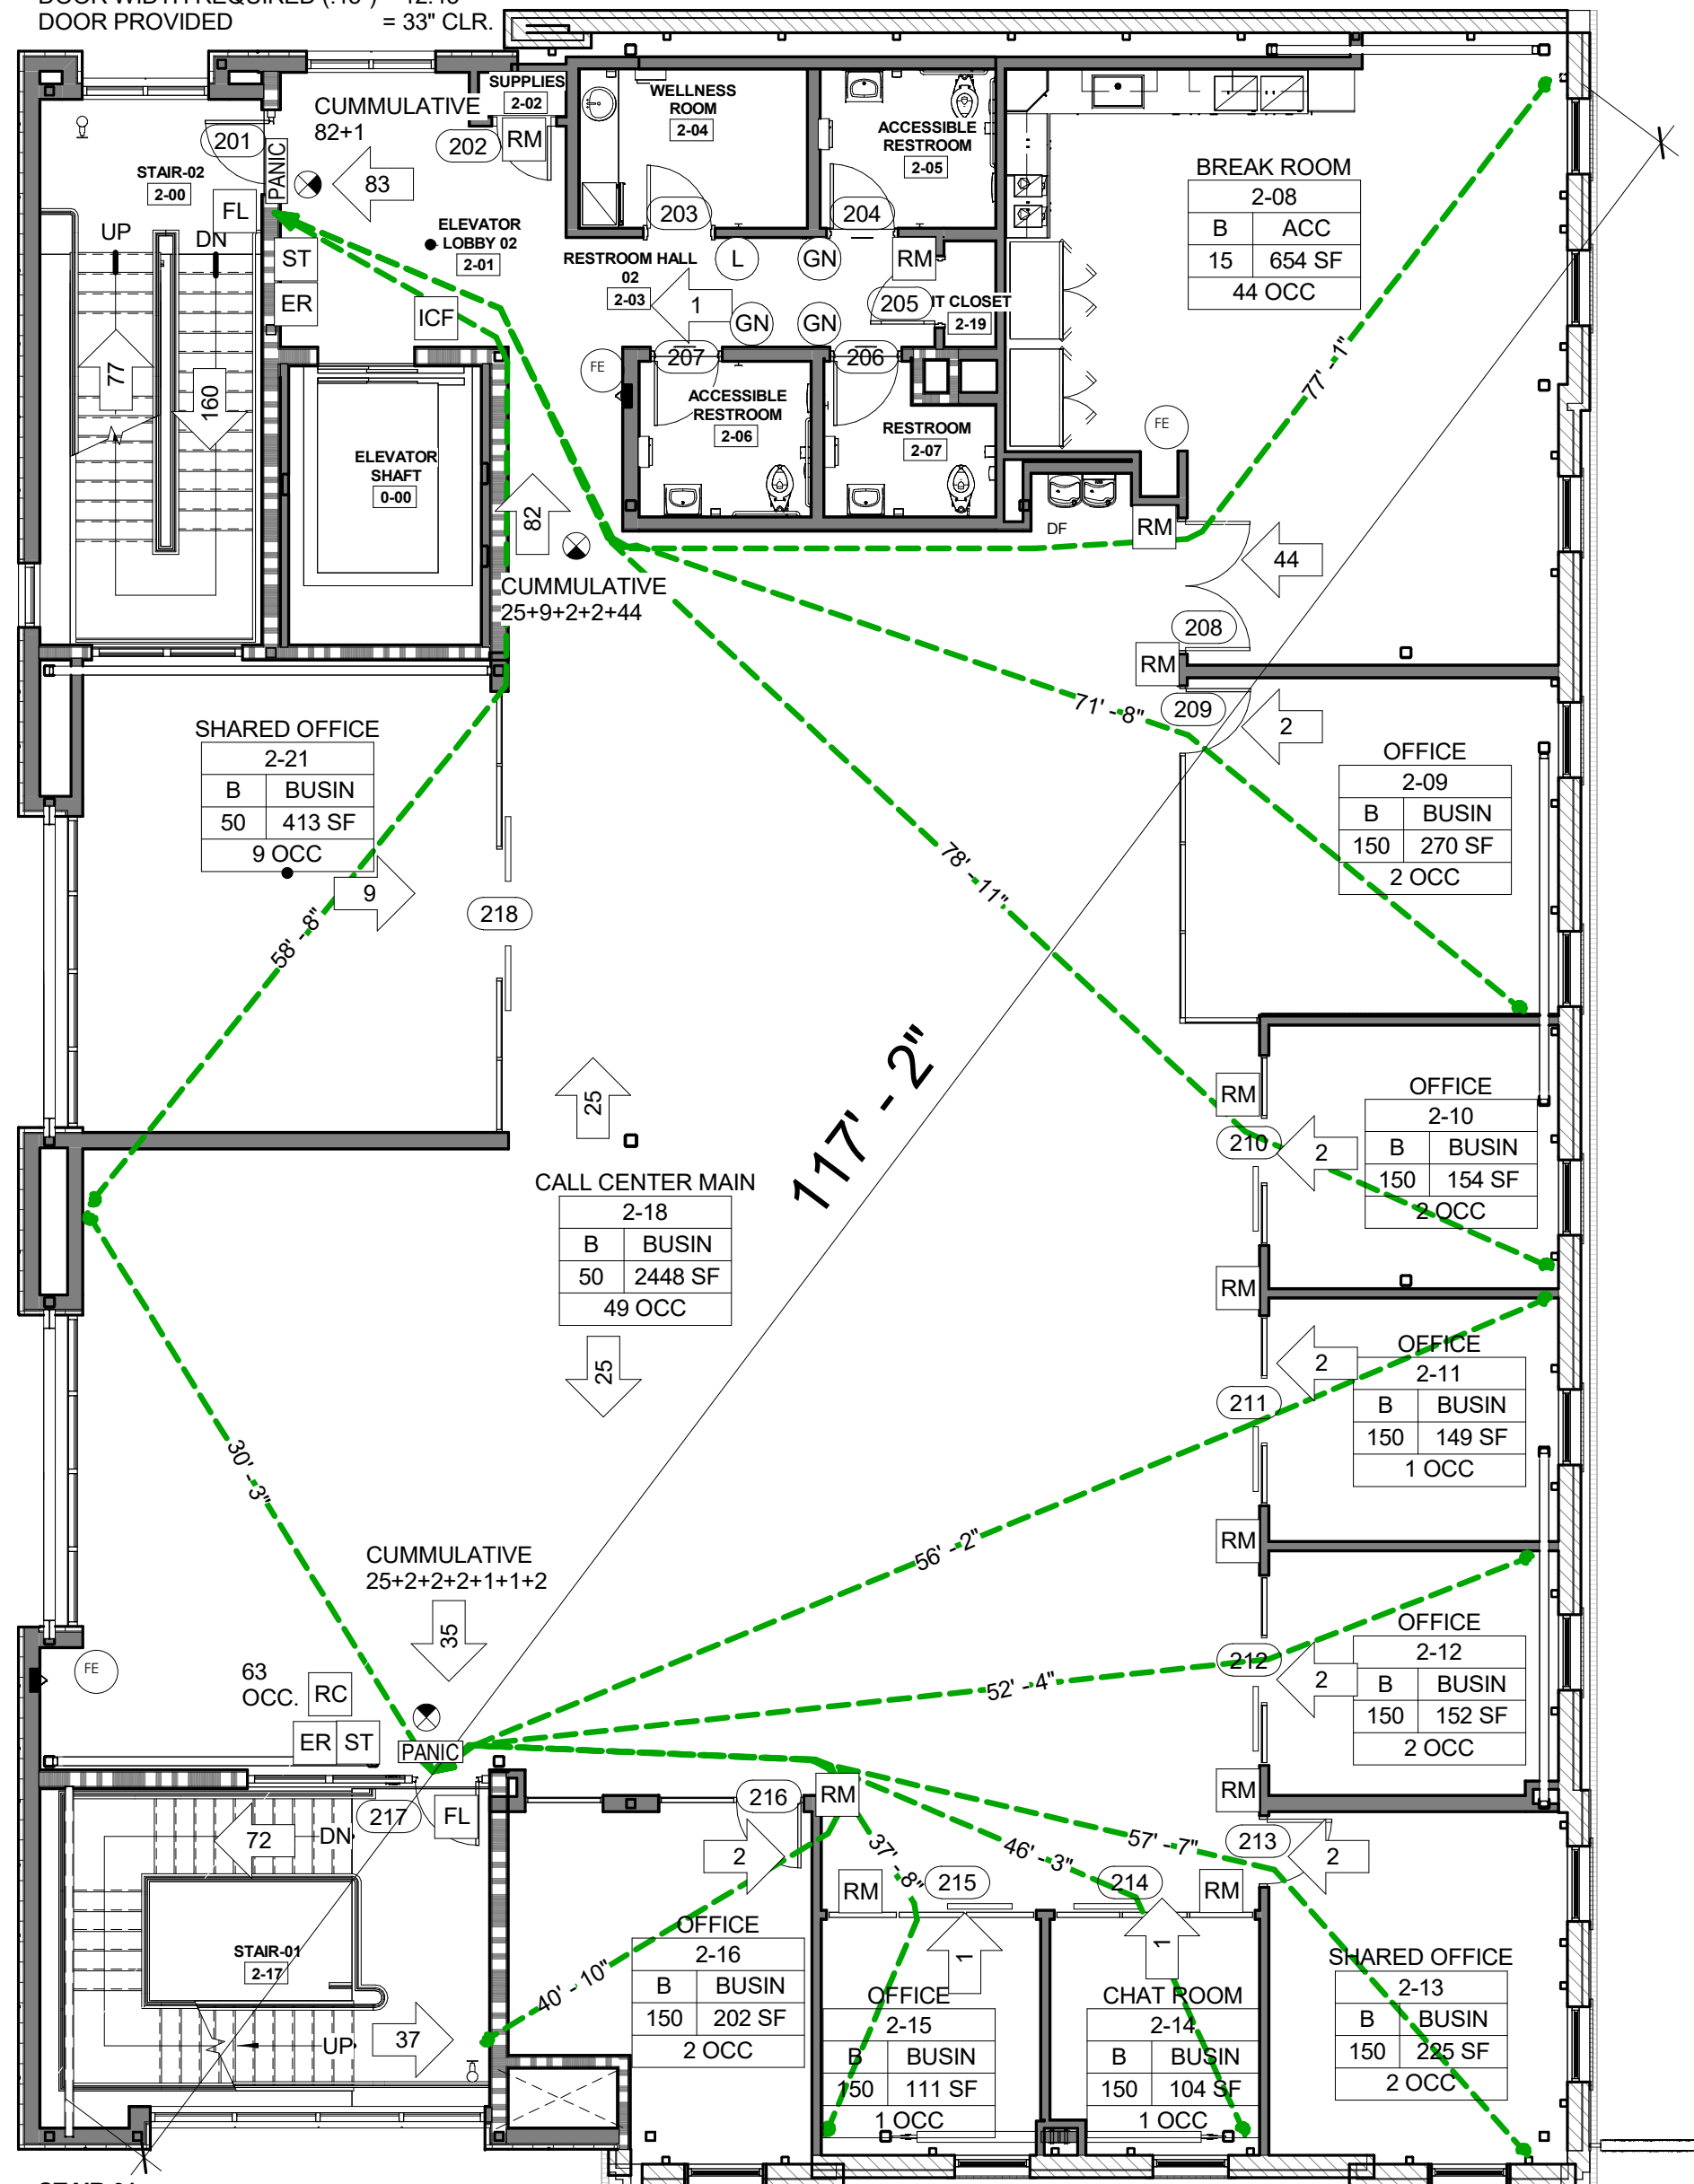 DOOR PROVIDED = 33" CLR.
SUPPLIES
2-02
RM
202
CUMMULATIVE
82+1
83
201
PANIC
STAIR-02
2-00
FL
UP
DN
ST
ER
ICF
77
160
ELEVATOR
LOBBY 02
2-01
WELLNESS
ROOM
2-04
203
ACCESSIBLE
RESTROOM
2-05
204
RESTROOM HALL
02
2-03
1
L
GN
RM
GN
GN
205
IT CLOSET
2-19
FE
207
206
ACCESSIBLE
RESTROOM
2-06
RESTROOM
2-07
BREAK ROOM
2-08
B ACC
15 654 SF
44 OCC
77' - 1"
FE
DF
RM
44
208
RM
209
2
ELEVATOR
SHAFT
0-00
82
CUMMULATIVE
25+9+2+2+44
71' - 8"
SHARED OFFICE
2-21
B BUSIN
50 413 SF
9 OCC
9
218
58' - 8"
78' - 11"
OFFICE
2-09
B BUSIN
150 270 SF
2 OCC
117' - 2"
25
CALL CENTER MAIN
2-18
B BUSIN
50 2448 SF
49 OCC
25
RM
210
2
OFFICE
2-10
B BUSIN
150 154 SF
2 OCC
RM
2
211
OFFICE
2-11
B BUSIN
150 149 SF
1 OCC
30' - 3"
56' - 2"
RM
CUMMULATIVE
25+2+2+2+1+1+2
35
212
2
OFFICE
2-12
B BUSIN
150 152 SF
2 OCC
52' - 4"
FE
63
OCC.
RC
ER
ST
PANIC
RM
216
RM
217
FL
72
DN
2
37' - 8"
46' - 3"
57' - 7"
213
2
RM
215
214
RM
STAIR-01
2-17
UP
37
40' - 10"
OFFICE
2-16
B BUSIN
150 202 SF
2 OCC
1
OFFICE
2-15
B BUSIN
150 111 SF
1 OCC
1
CHAT ROOM
2-14
B BUSIN
150 104 SF
1 OCC
SHARED OFFICE
2-13
B BUSIN
150 225 SF
2 OCC